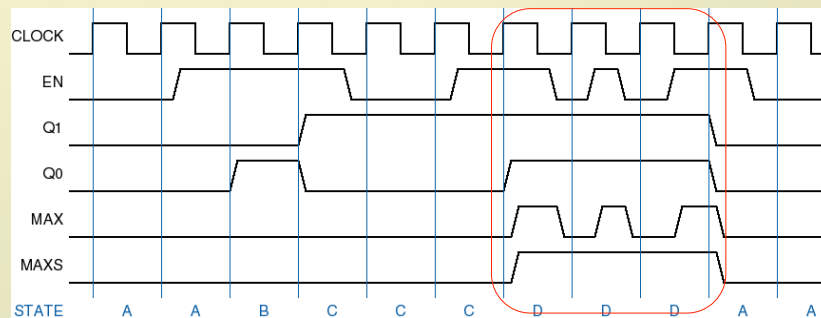 CLOCK
EN
Q1
Q0
MAX
MAXS
STATE A A B C C C D D D A A